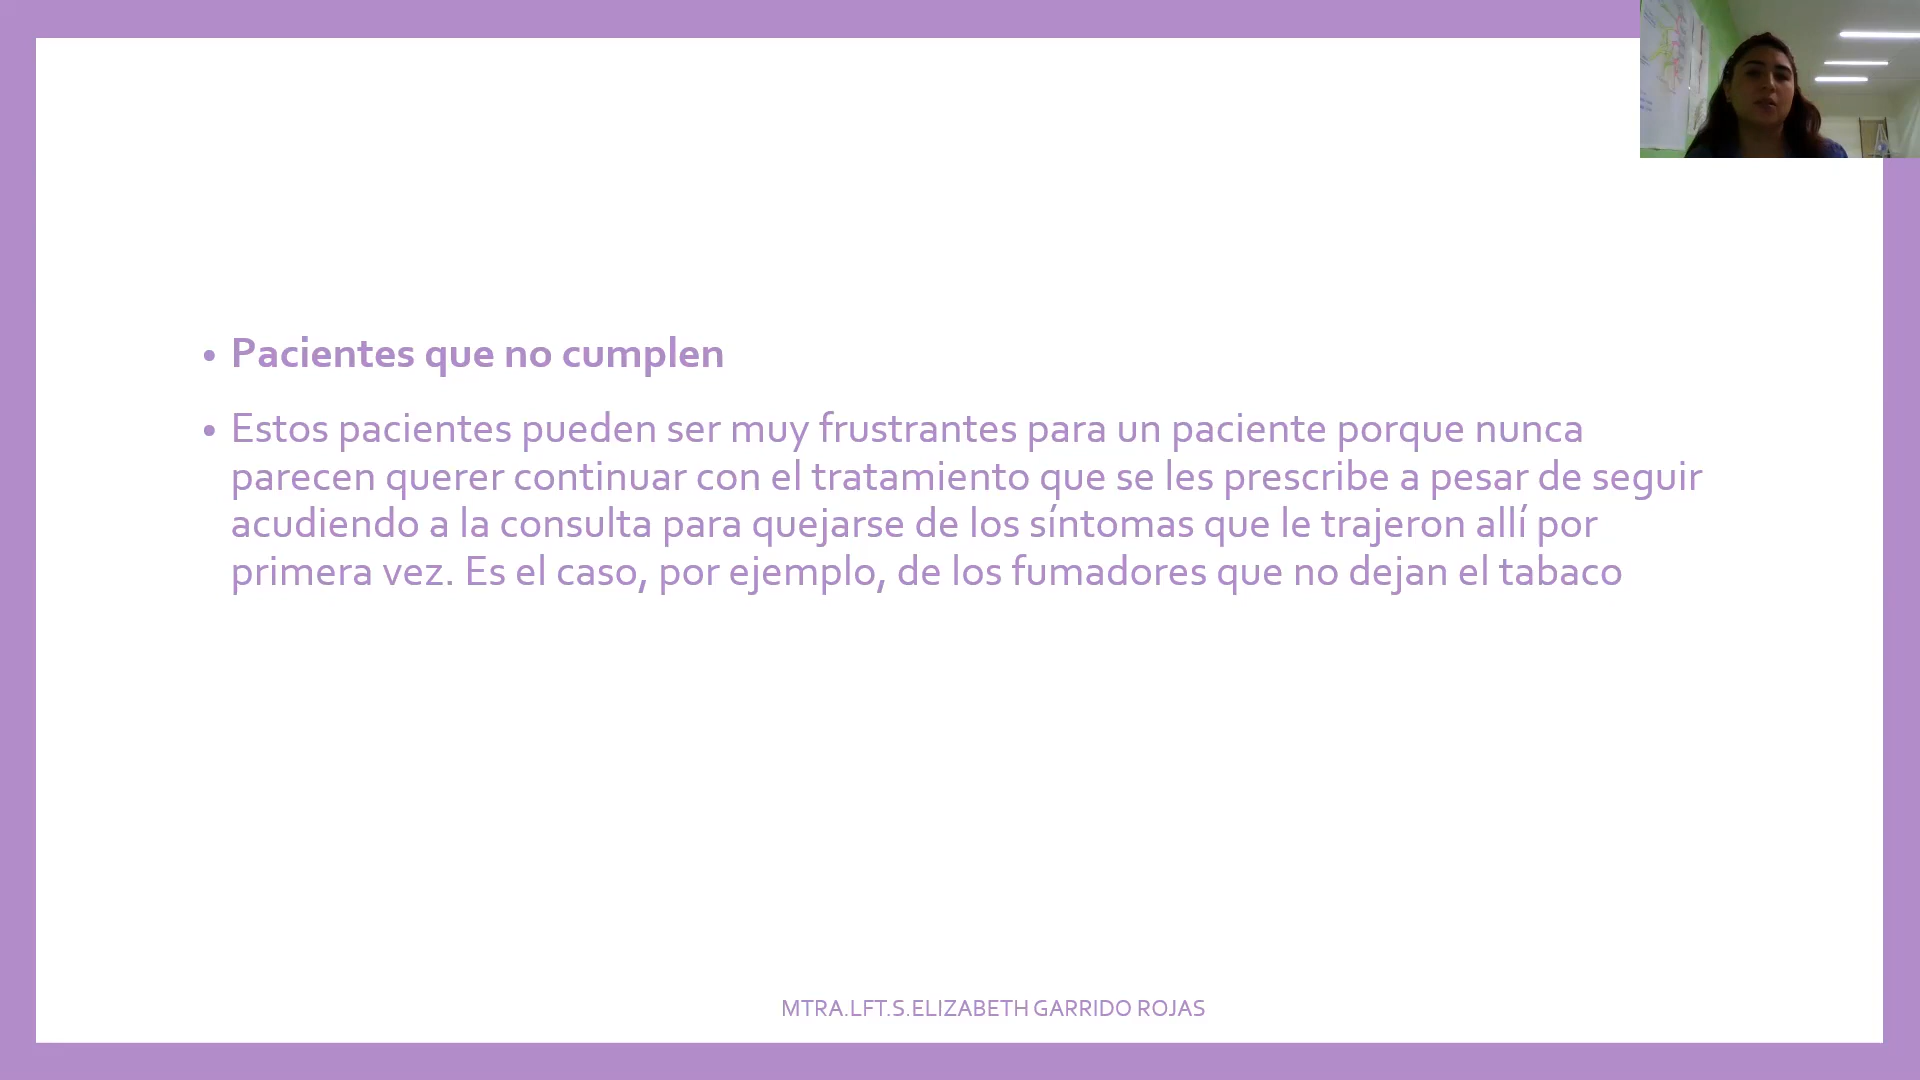 • Pacientes que no cumplen
• Estos pacientes pueden ser muy frustrantes para un paciente porque nunca
parecen querer continuar con el tratamiento que se les prescribe a pesar de seguir
acudiendo a la consulta para quejarse de los síntomas que le trajeron allí por
primera vez. Es el caso, por ejemplo, de los fumadores que no dejan el tabaco
MTRA.LFT.S.ELIZABETH GARRIDO ROJAS